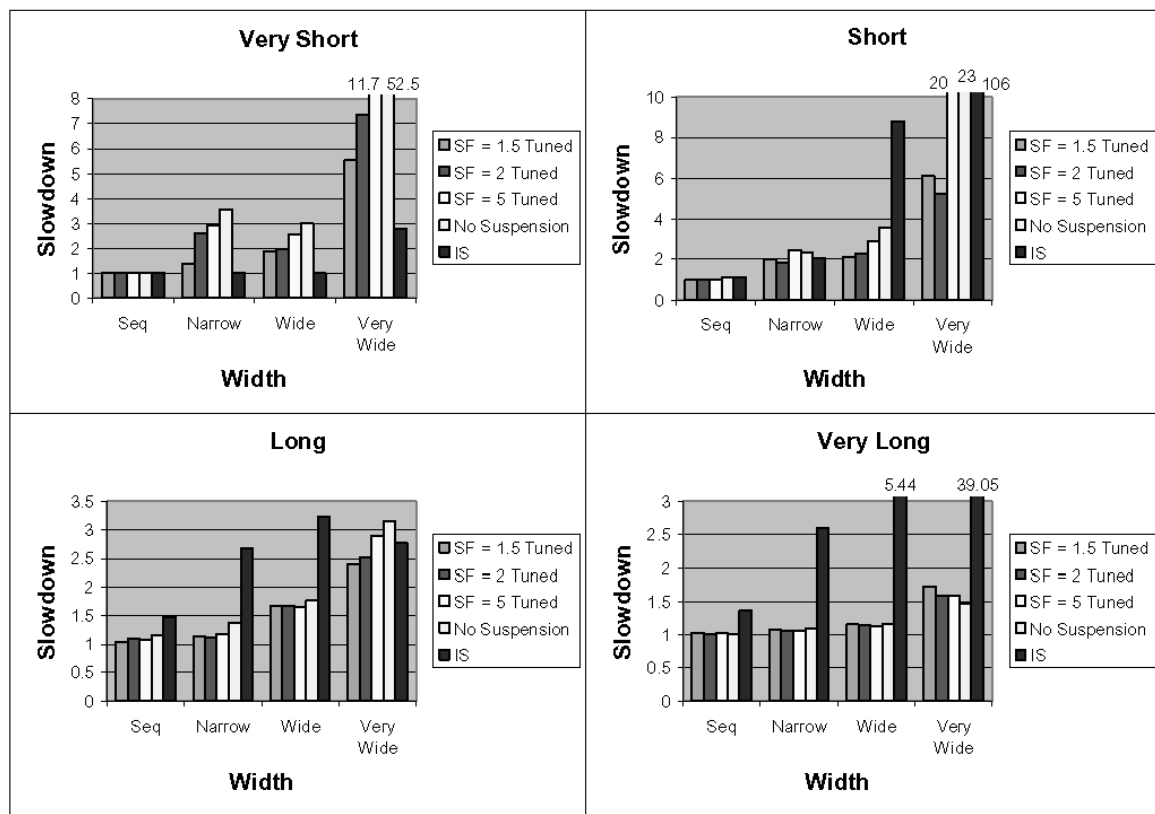 Very Short
11.7 52.5
8
7
6
5
4
3
2
1
0
Slowdown
Seq Narrow Wide Very
Wide
Width
SF = 1.5 Tuned
SF = 2 Tuned
SF = 5 Tuned
No Suspension
IS
Short
20 23 106
10
8
6
4
2
0
Slowdown
Seq Narrow Wide Very
Wide
Width
SF = 1.5 Tuned
SF = 2 Tuned
SF = 5 Tuned
No Suspension
IS
Long
3.5
3
2.5
2
1.5
1
0.5
0
Slowdown
Seq Narrow Wide Very
Wide
Width
SF = 1.5 Tuned
SF = 2 Tuned
SF = 5 Tuned
No Suspension
IS
Very Long
5.44 39.05
3
2.5
2
1.5
1
0.5
0
Slowdown
Seq Narrow Wide Very
Wide
Width
SF = 1.5 Tuned
SF = 2 Tuned
SF = 5 Tuned
No Suspension
IS